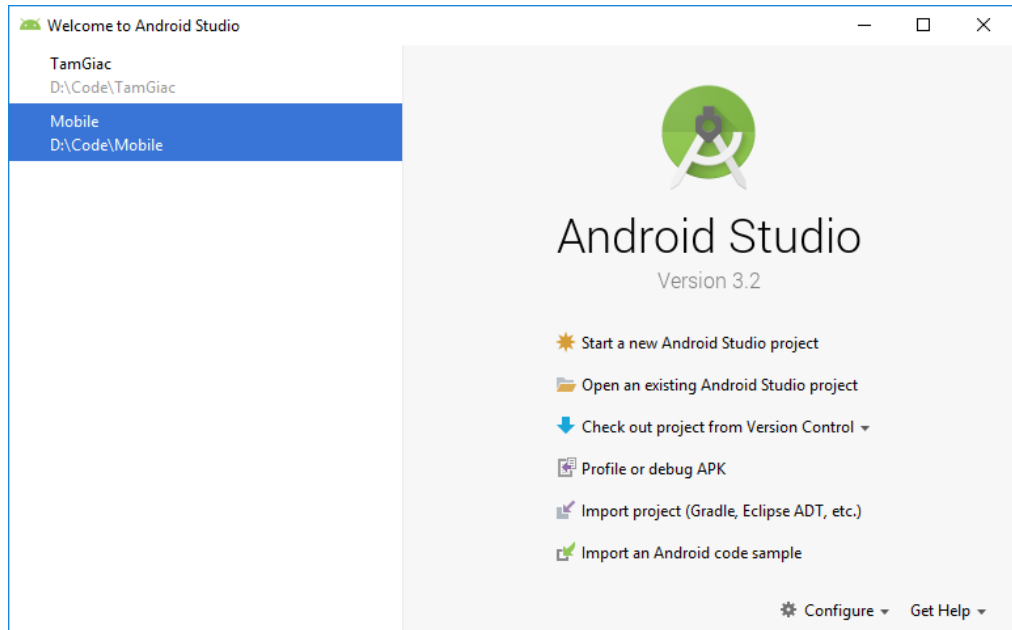 Welcome to Android Studio
TamGiac
D:\Code\TamGiac
Mobile
D:\Code\Mobile
Android Studio
Version 3.2
Start a new Android Studio project
Open an existing Android Studio project
Check out project from Version Control
Profile or debug APK
Import project (Gradle, Eclipse ADT, etc.)
Import an Android code sample
Configure
Get Help